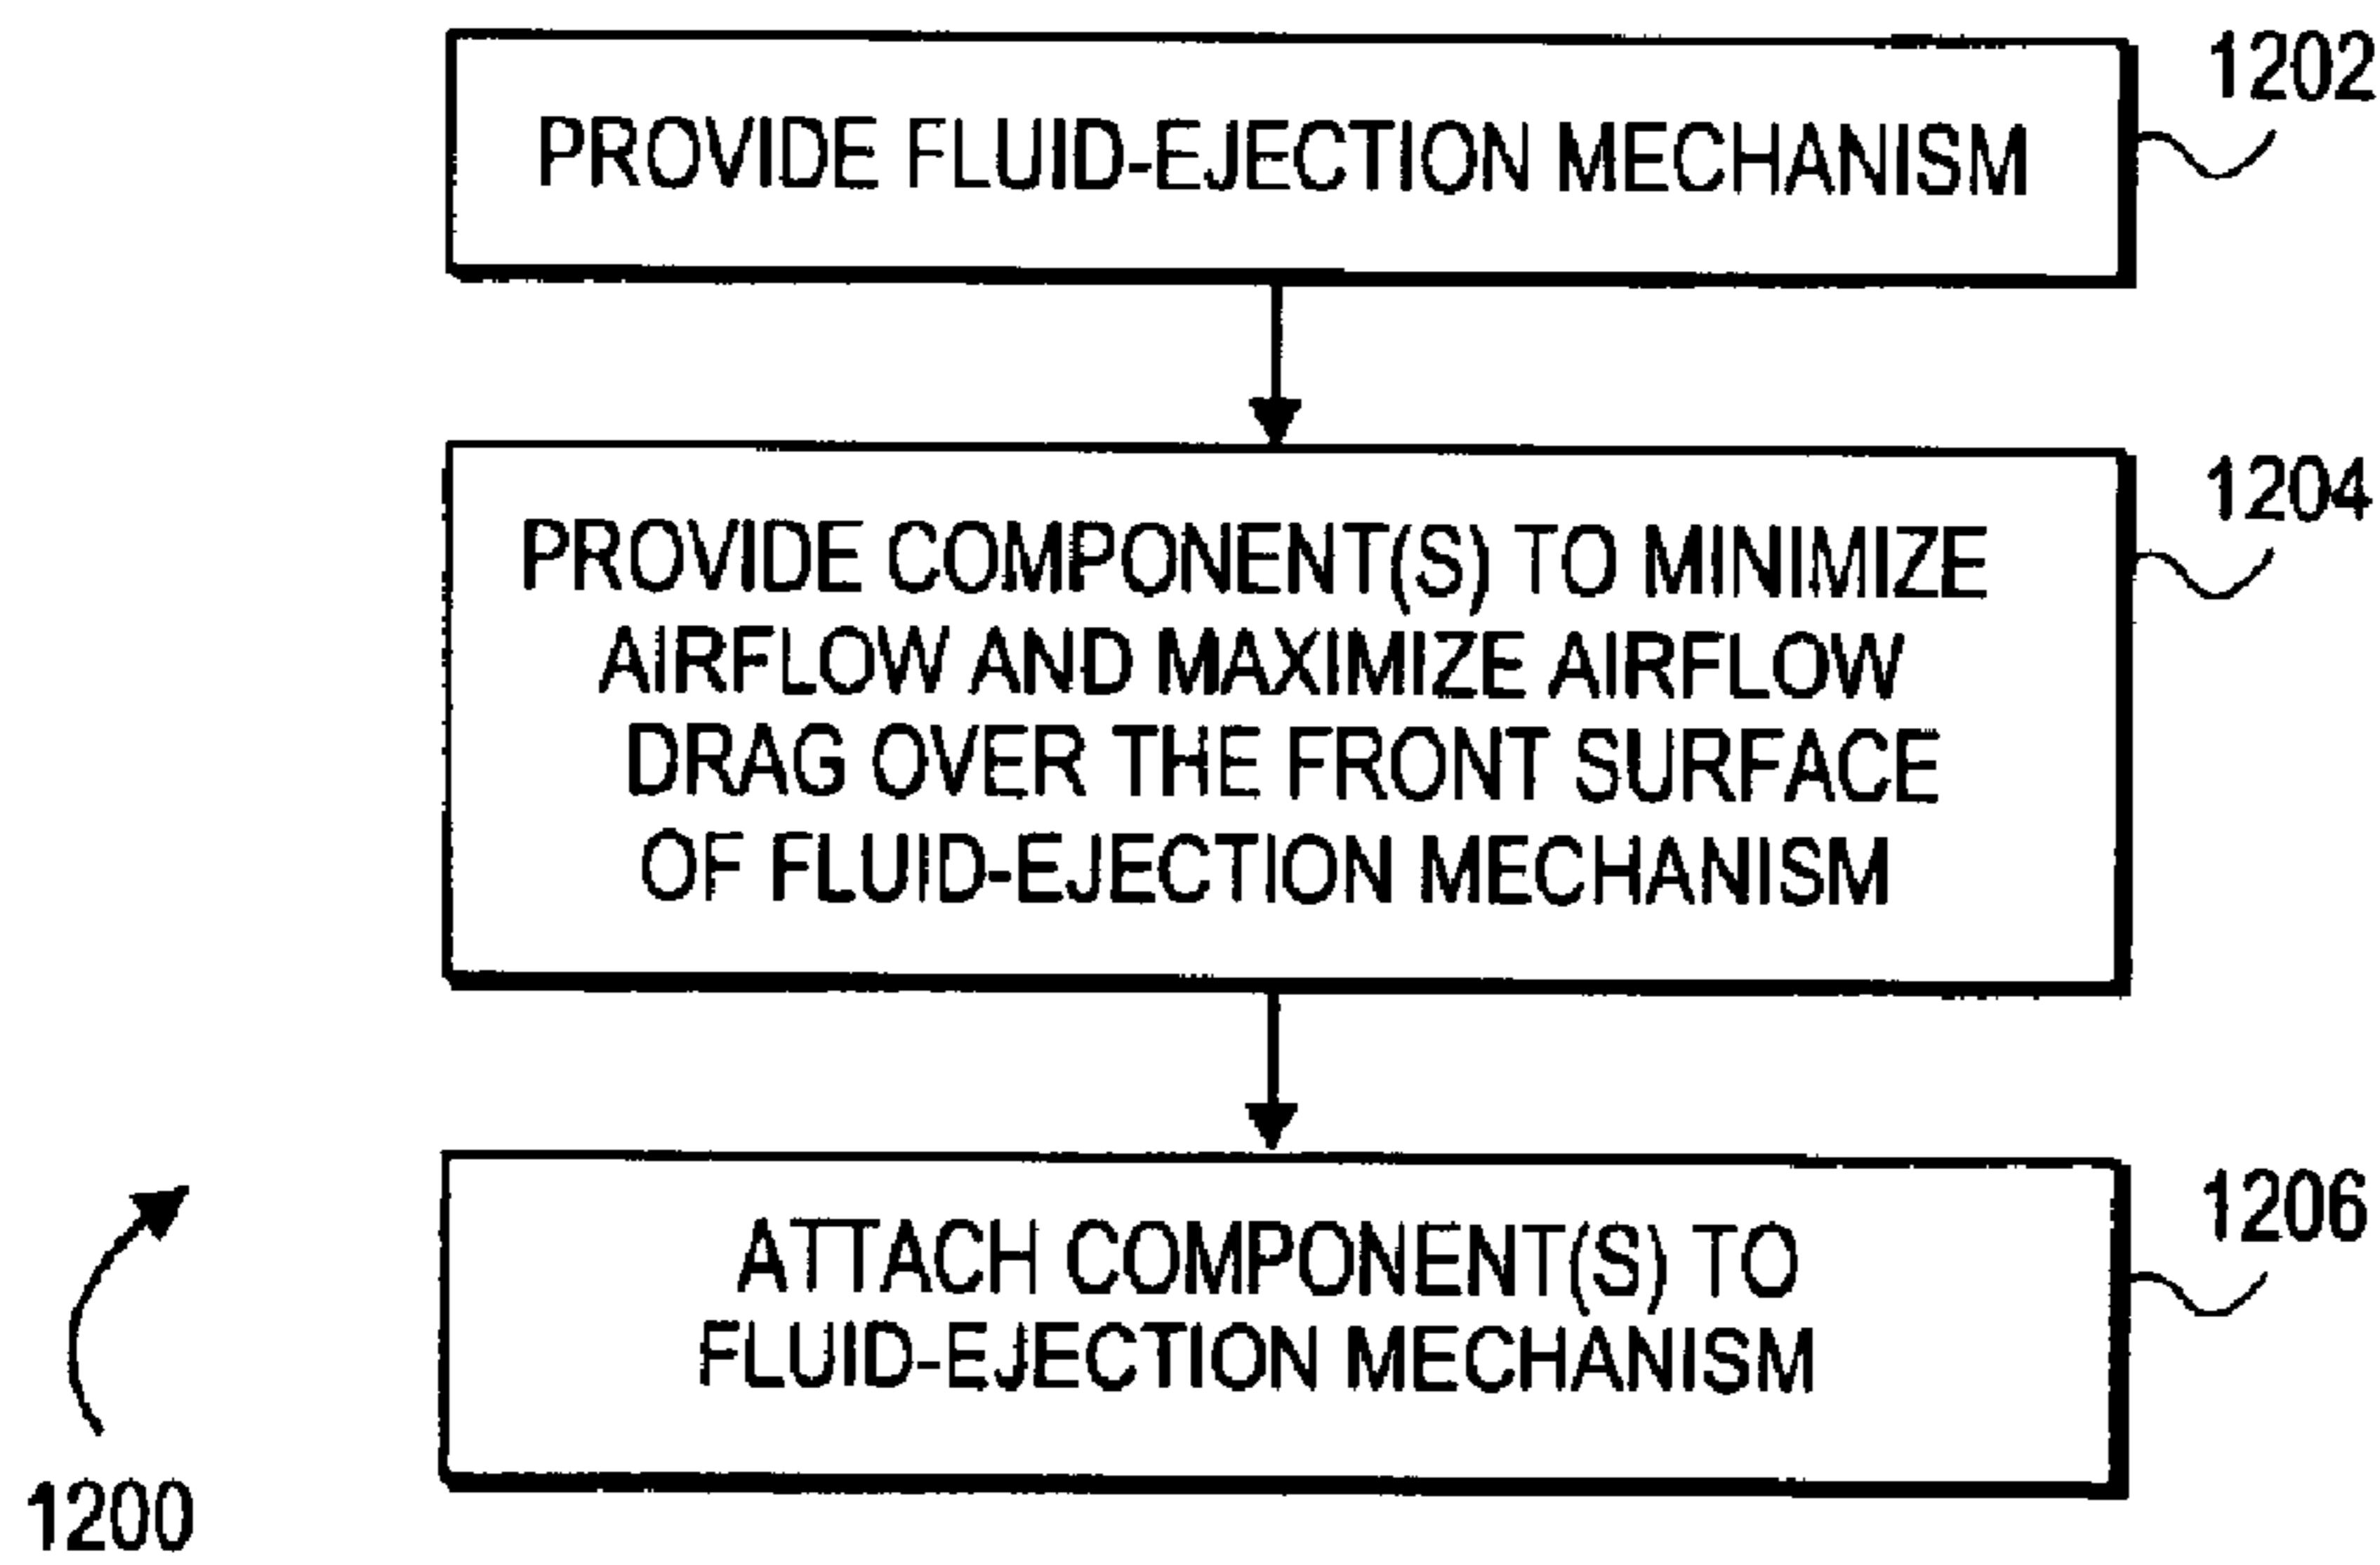 PROVIDE FLUID-EJECTION MECHANISM
1202
PROVIDE COMPONENT(S) TO MINIMIZE
AIRFLOW AND MAXIMIZE AIRFLOW
DRAG OVER THE FRONT SURFACE
OF FLUID-EJECTION MECHANISM
1204
ATTACH COMPONENT(S) TO
FLUID-EJECTION MECHANISM
1206
1200